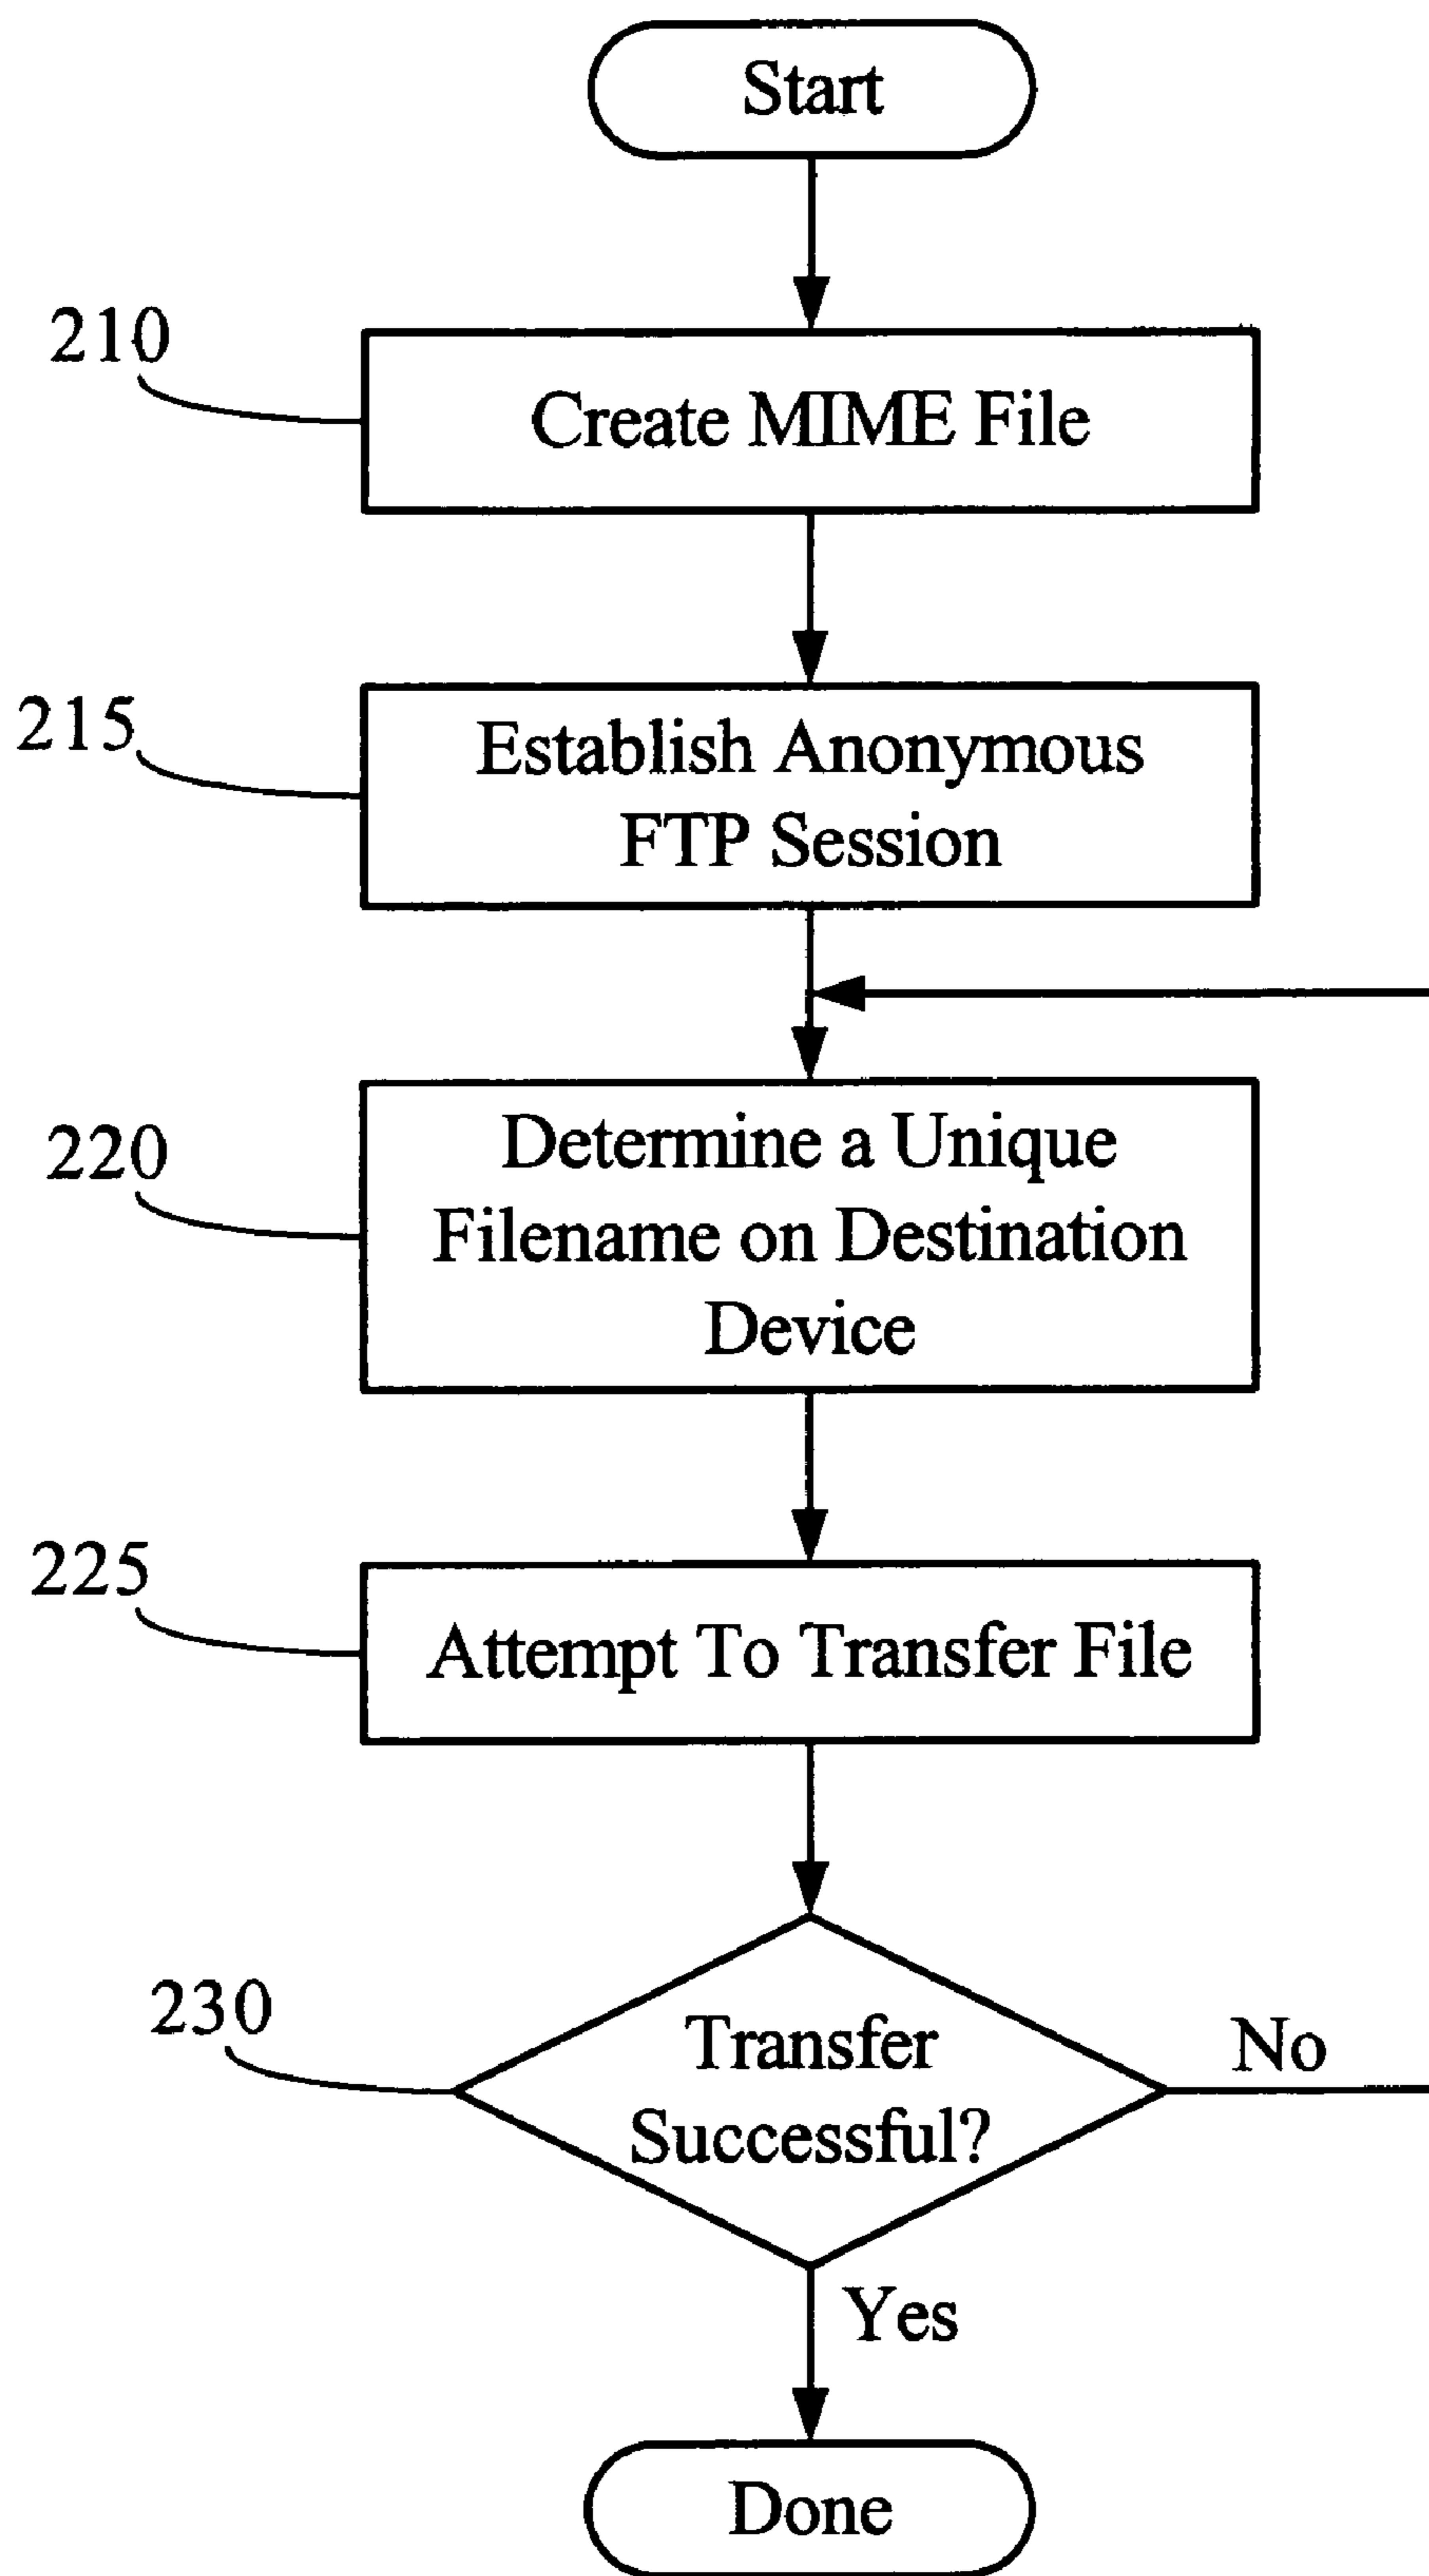 Start
210
Create MIME File
215
Establish Anonymous
FTP Session
220
Determine a Unique
Filename on Destination
Device
225
Attempt To Transfer File
230
Transfer
Successful?
No
Yes
Done